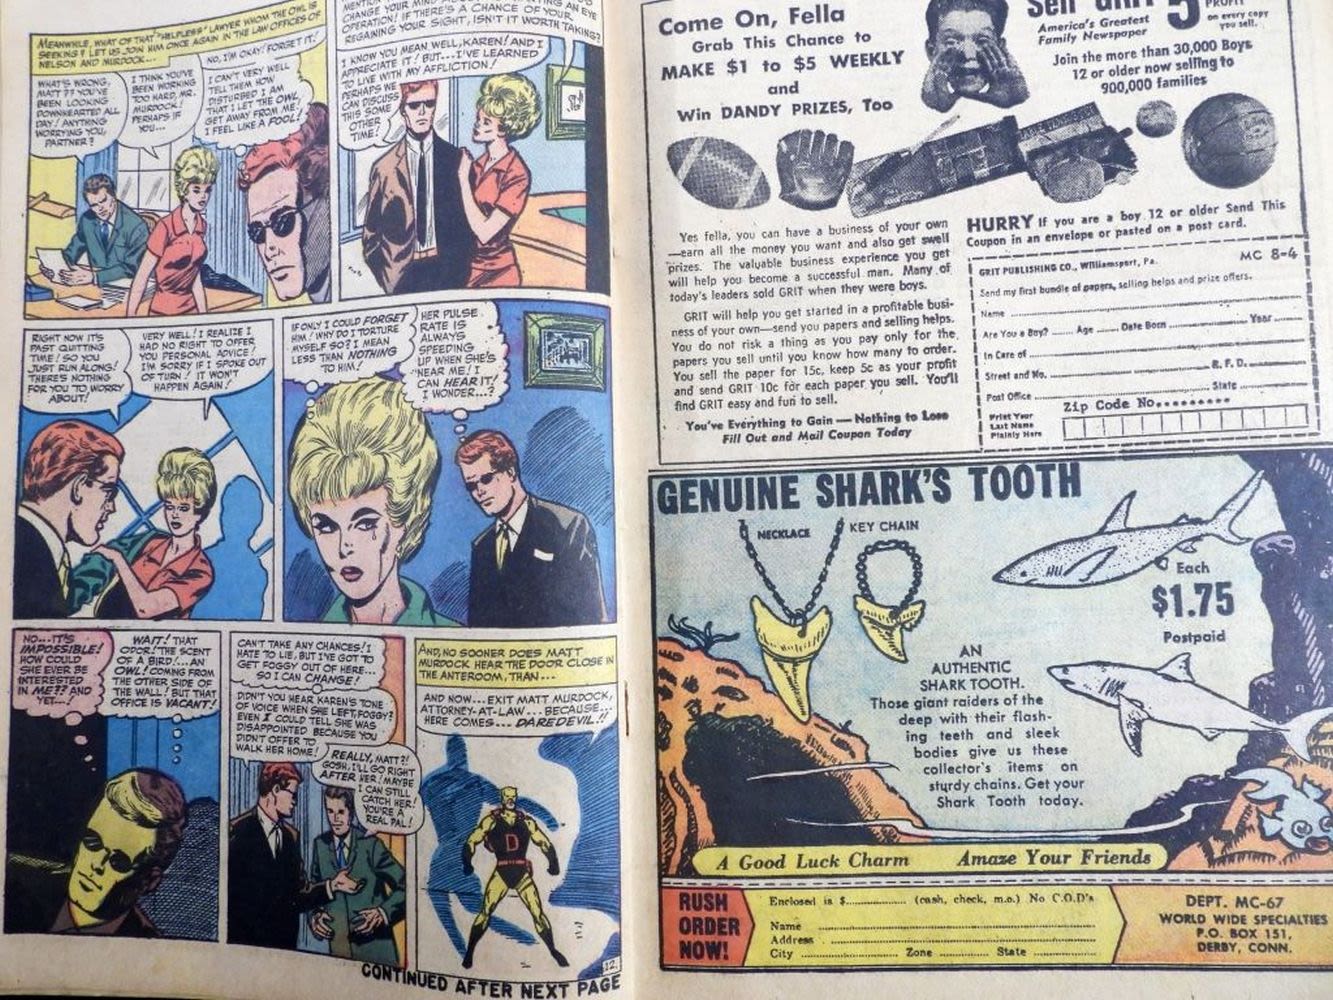 MEANWHILE, WHAT OF THAT "HELPLESS" LAWYER WHOM THE OWL IS
SEEKING? LET US JOIN HIM ONCE AGAIN IN THE LAW OFFICES OF
NELSON AND MURDOCK...
WHAT'S WRONG,
MATT? YOU'VE
BEEN LOOKING
DOWNHEARTED ALL
DAY! ANYTHING
WORRYING YOU,
PARTNER?
I THINK YOU'VE
BEEN WORKING
TOO HARD, MR.
MURDOCK!
PERHAPS IF
YOU...
NO, I'M OKAY! FORGET IT!
I CAN'T VERY WELL
TELL THEM HOW
DISTURBED I AM
THAT I LET THE OWL
GET AWAY FROM ME!
I FEEL LIKE A FOOL!
CHANGE YOUR MIND
OPERATION! IF THERE'S A CHANCE OF YOUR
REGAINING YOUR SIGHT, ISN'T IT WORTH TAKING?
I KNOW YOU MEAN WELL, KAREN! AND I
APPRECIATE IT! BUT... I'VE LEARNED
TO LIVE WITH MY AFFLICTION!
PERHAPS WE
CAN DISCUSS
THIS SOME
OTHER
TIME!
RIGHT NOW IT'S
PAST QUITTING
TIME! SO YOU
JUST RUN ALONG!
THERE'S NOTHING
FOR YOU TO WORRY
ABOUT!
VERY WELL! I REALIZE I
HAD NO RIGHT TO OFFER
YOU PERSONAL ADVICE!
I'M SORRY IF I SPOKE OUT
OF TURN! IT WON'T
HAPPEN AGAIN!
IF ONLY I COULD FORGET
HIM! WHY DO I TORTURE
MYSELF SO? I MEAN
LESS THAN NOTHING
TO HIM!
HER PULSE
RATE IS
ALWAYS
SPEEDING
UP WHEN SHE'S
NEAR ME! I
CAN HEAR IT!
I WONDER...?
NO... IT'S
IMPOSSIBLE!
HOW COULD
SHE EVER BE
INTERESTED
IN ME?? AND
YET...!
WAIT! THAT
ODOR! THE SCENT
OF A BIRD!... AN
OWL! COMING FROM
THE OTHER SIDE OF
THE WALL! BUT THAT
OFFICE IS VACANT!
CAN'T TAKE ANY CHANCES! I
HATE TO LIE, BUT I'VE GOT TO
GET FOGGY OUT OF HERE...
SO I CAN CHANGE!
DIDN'T YOU HEAR KAREN'S TONE
OF VOICE WHEN SHE LEFT, FOGGY?
EVEN I COULD TELL SHE WAS
DISAPPOINTED BECAUSE YOU
DIDN'T OFFER TO
WALK HER HOME!
REALLY, MATT?!
GOSH, I'LL GO RIGHT
AFTER HER! MAYBE
I CAN STILL
CATCH HER!
YOU'RE A
REAL PAL!
AND, NO SOONER DOES MATT
MURDOCK HEAR THE DOOR CLOSE IN
THE ANTEROOM, THAN---
AND NOW... EXIT MATT MURDOCK,
ATTORNEY-AT-LAW... BECAUSE...
HERE COMES... DAREDEVIL!!
D
12.
CONTINUED AFTER NEXT PAGE
Come On, Fella
Grab This Chance to
MAKE $1 to $5 WEEKLY
and
Win DANDY PRIZES, Too
Sell GRIT
America's Greatest
Family Newspaper
5
PROFIT
on every copy
you sell.
Join the more than 30,000 Boys
12 or older now selling to
900,000 families
Yes fella, you can have a business of your own
—earn all the money you want and also get swell
prizes. The valuable business experience you get
will help you become a successful man. Many of
today's leaders sold GRIT when they were boys.
GRIT will help you get started in a profitable busi-
ness of your own—send you papers and selling helps.
You do not risk a thing as you pay only for the
papers you sell until you know how many to order.
You sell the paper for 15c, keep 5c as your profit
and send GRIT 10c for each paper you sell. You'll
find GRIT easy and fun to sell.
You've Everything to Gain — Nothing to Lose
Fill Out and Mail Coupon Today
HURRY If you are a boy 12 or older Send This
Coupon in an envelope or pasted on a post card.
GRIT PUBLISHING CO., Williamsport, Pa. MC 8-4
Send my first bundle of papers, selling helps and prize offers.
Name
Are You a Boy? Age Date Born Year
In Care of
Street and No. R. F. D.
Post Office State
Print Your
Last Name
Plainly Here
Zip Code No.
GENUINE SHARK'S TOOTH
NECKLACE
KEY CHAIN
Each
$1.75
Postpaid
AN
AUTHENTIC
SHARK TOOTH.
Those giant raiders of the
deep with their flash-
ing teeth and sleek
bodies give us these
collector's items on
sturdy chains. Get your
Shark Tooth today.
A Good Luck Charm Amaze Your Friends
RUSH
ORDER
NOW!
Enclosed is $ (cash, check, m.o.) No C.O.D's
Name
Address
City Zone State
DEPT. MC-67
WORLD WIDE SPECIALTIES
P.O. BOX 151,
DERBY, CONN.